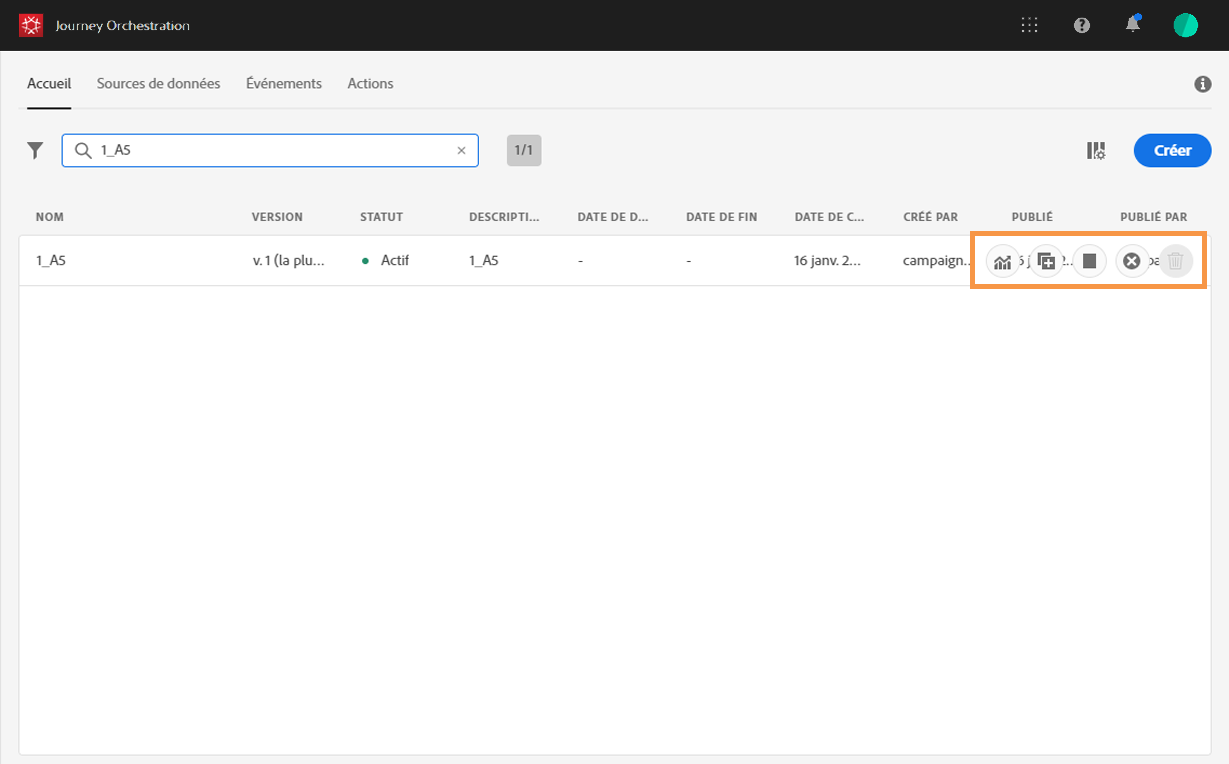 Journey Orchestration
Accueil Sources de données Événements Actions
1_A5 1/1 Créer
NOM VERSION STATUT DESCRIPTI... DATE DE D... DATE DE FIN DATE DE C... CRÉÉ PAR PUBLIÉ PUBLIÉ PAR
1_A5 v. 1 (la plu... Actif 1_A5 - - 16 janv. 2... campaign...